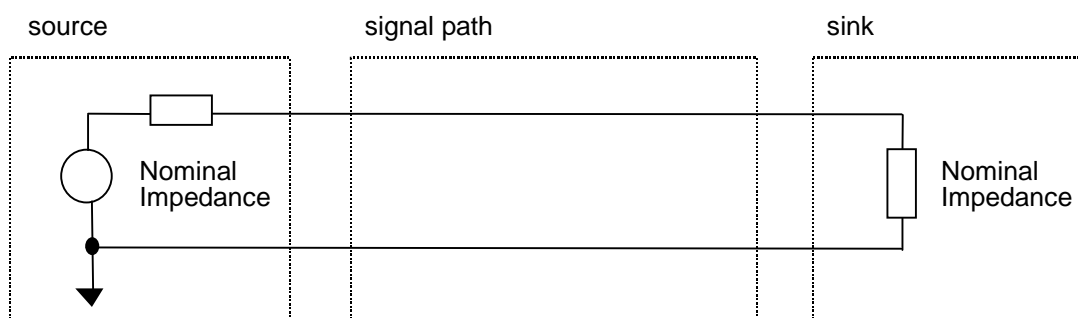 source
signal path
sink
Nominal
Impedance
Nominal
Impedance